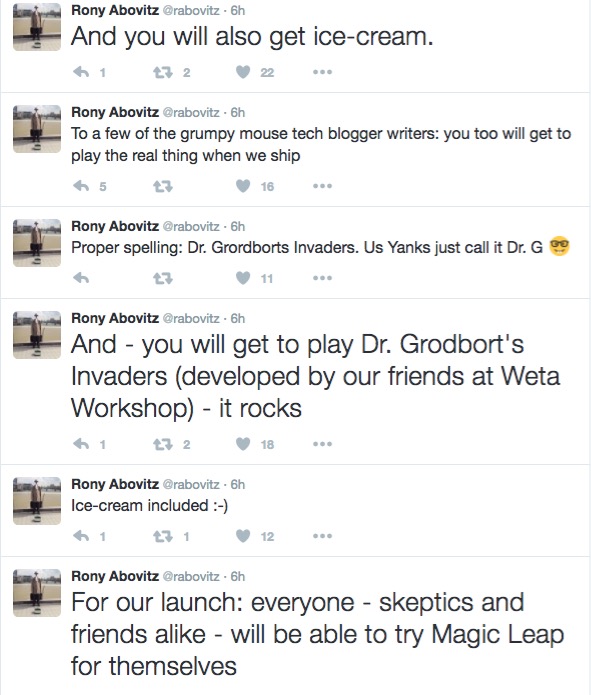 Rony Abovitz @rabovitz · 6h
And you will also get ice-cream.
1 2 22
Rony Abovitz @rabovitz · 6h
To a few of the grumpy mouse tech blogger writers: you too will get to
play the real thing when we ship
5 16
Rony Abovitz @rabovitz · 6h
Proper spelling: Dr. Grordborts Invaders. Us Yanks just call it Dr. G 🤓
11
Rony Abovitz @rabovitz · 6h
And - you will get to play Dr. Grodbort's
Invaders (developed by our friends at Weta
Workshop) - it rocks
1 2 18
Rony Abovitz @rabovitz · 6h
Ice-cream included :-)
1 1 12
Rony Abovitz @rabovitz · 6h
For our launch: everyone - skeptics and
friends alike - will be able to try Magic Leap
for themselves